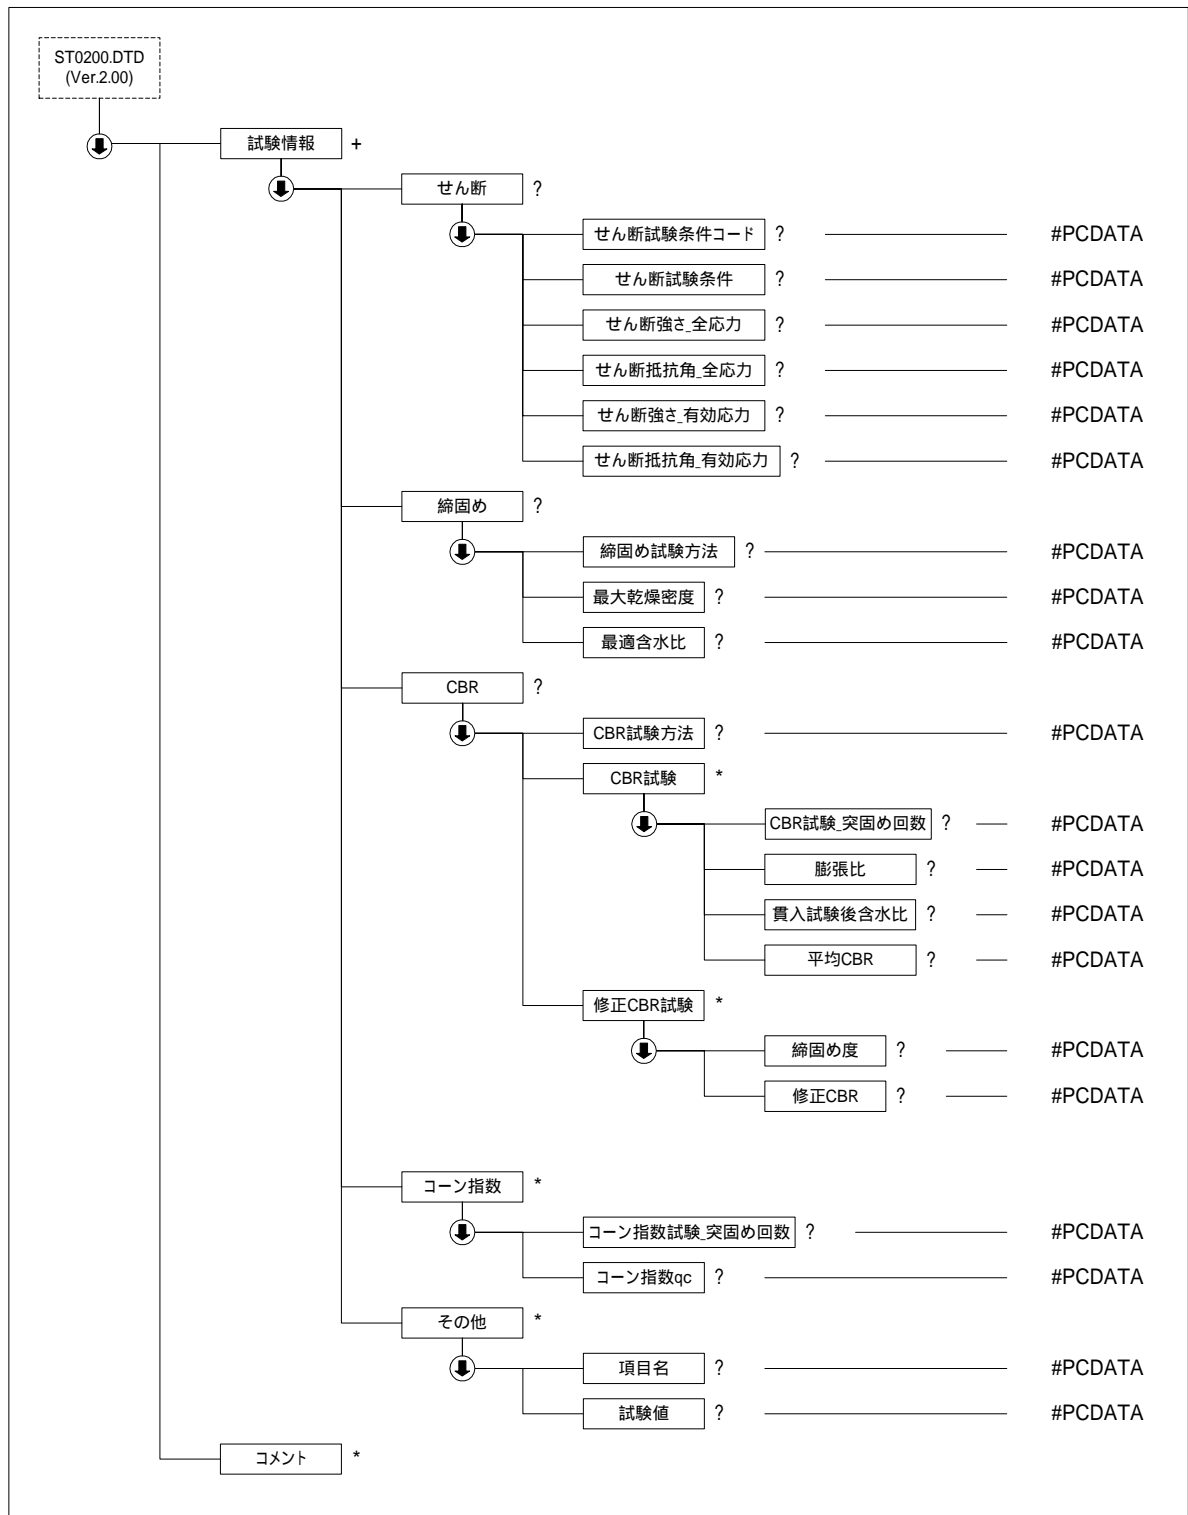 ST0200.DTD
(Ver.2.00)
試験情報 +
せん断 ?
せん断試験条件コード ? #PCDATA
せん断試験条件 ? #PCDATA
せん断強さ_全応力 ? #PCDATA
せん断抵抗角_全応力 ? #PCDATA
せん断強さ_有効応力 ? #PCDATA
せん断抵抗角_有効応力 ? #PCDATA
締固め ?
締固め試験方法 ? #PCDATA
最大乾燥密度 ? #PCDATA
最適含水比 ? #PCDATA
CBR ?
CBR試験方法 ? #PCDATA
CBR試験 *
CBR試験_突固め回数 ? #PCDATA
膨張比 ? #PCDATA
貫入試験後含水比 ? #PCDATA
平均CBR ? #PCDATA
修正CBR試験 *
締固め度 ? #PCDATA
修正CBR ? #PCDATA
コーン指数 *
コーン指数試験_突固め回数 ? #PCDATA
コーン指数qc ? #PCDATA
その他 *
項目名 ? #PCDATA
試験値 ? #PCDATA
コメント *